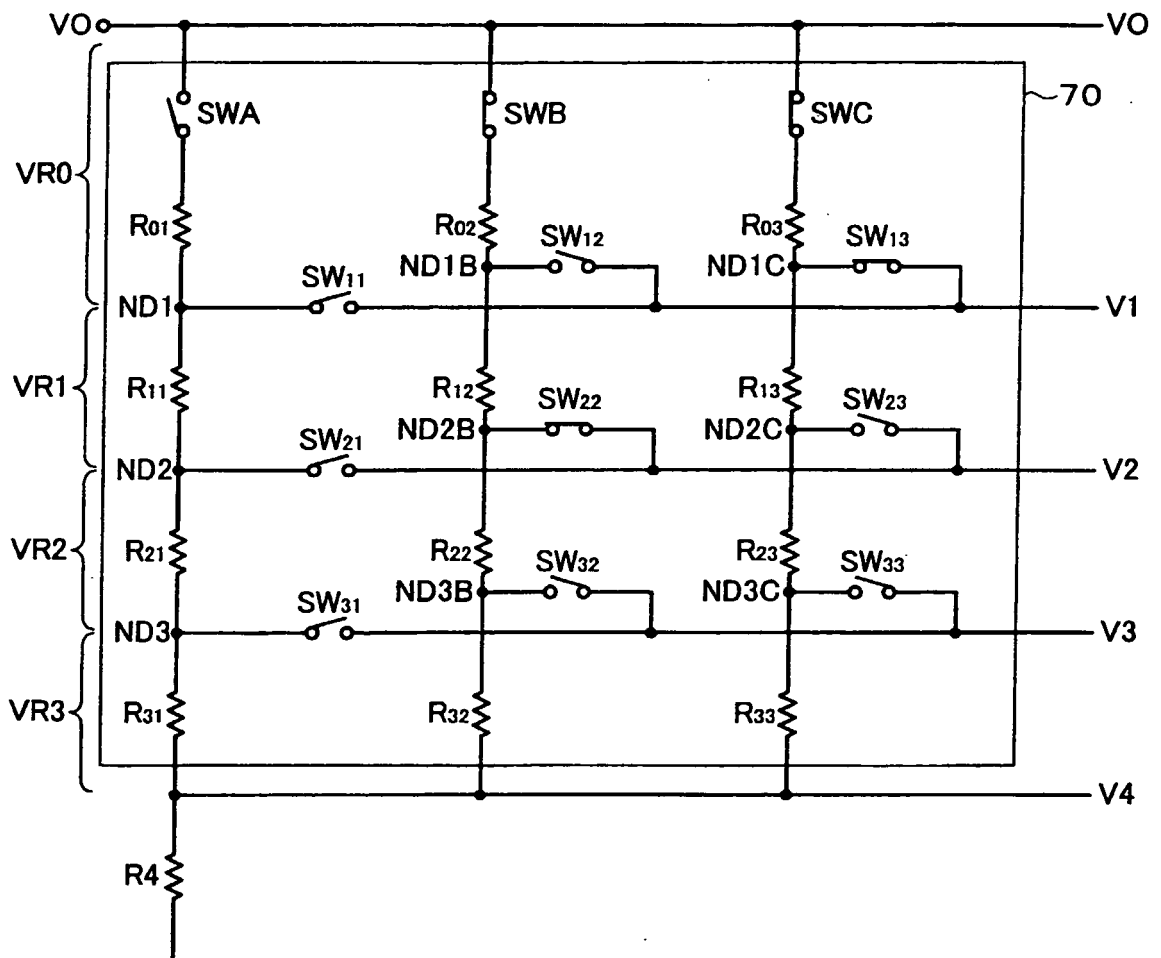 VO VO
70
SWA SWB SWC
VR0
R01 R02 R03
SW12 SW13
ND1B ND1C
SW11
ND1 V1
VR1
R11 R12 R13
SW22 SW23
ND2B ND2C
SW21
ND2 V2
VR2
R21 R22 R23
SW32 SW33
ND3B ND3C
SW31
ND3 V3
VR3
R31 R32 R33
V4
R4